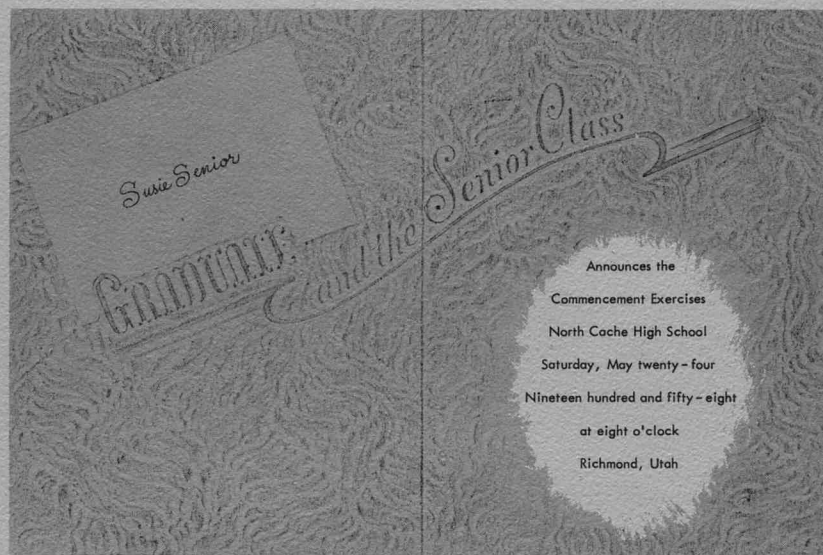 Susie Senior
GRADUATE
and the Senior Class
Announces the
Commencement Exercises
North Cache High School
Saturday, May twenty-four
Nineteen hundred and fifty-eight
at eight o'clock
Richmond, Utah